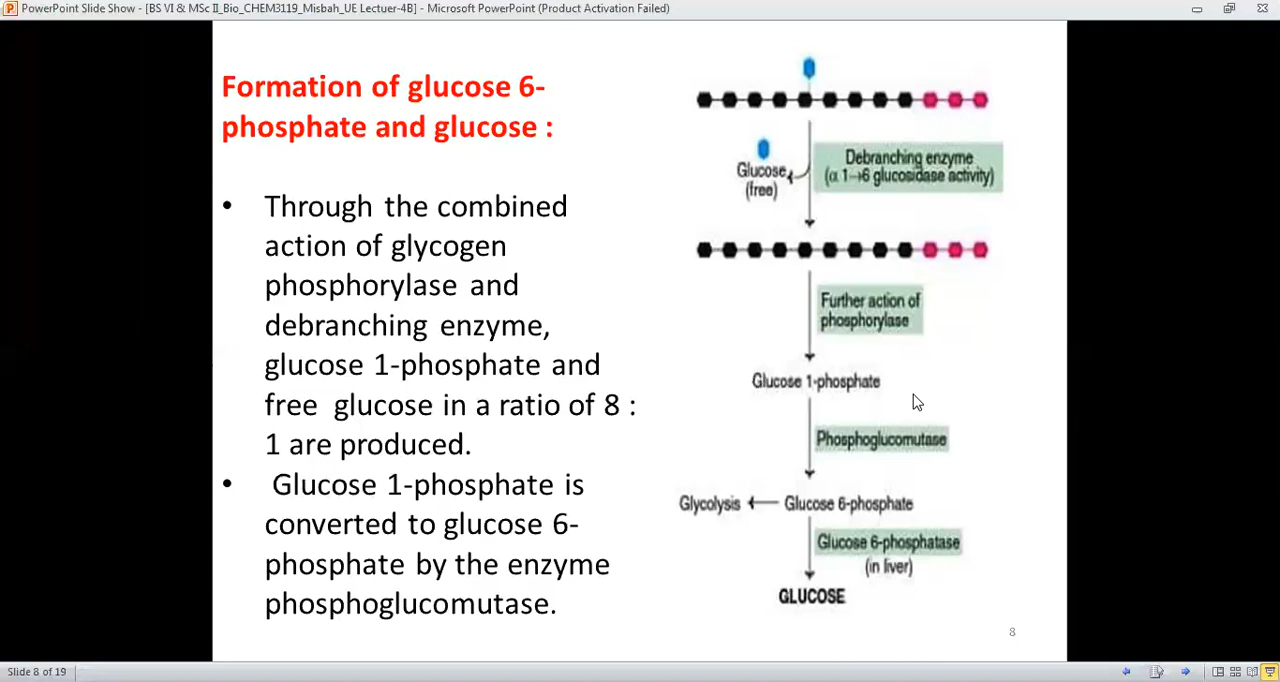 PowerPoint Slide Show - [BS VI & MSc II_Bio_CHEM3119_Misbah_UE Lectuer-4B] - Microsoft PowerPoint (Product Activation Failed)
Formation of glucose 6-
phosphate and glucose :
• Through the combined
action of glycogen
phosphorylase and
debranching enzyme,
glucose 1-phosphate and
free glucose in a ratio of 8 :
1 are produced.
• Glucose 1-phosphate is
converted to glucose 6-
phosphate by the enzyme
phosphoglucomutase.
Glucose
(free)
Debranching enzyme
(α 1→6 glucosidase activity)
Further action of
phosphorylase
Glucose 1-phosphate
Phosphoglucomutase
Glycolysis
Glucose 6-phosphate
Glucose 6-phosphatase
(in liver)
GLUCOSE
8
Slide 8 of 19